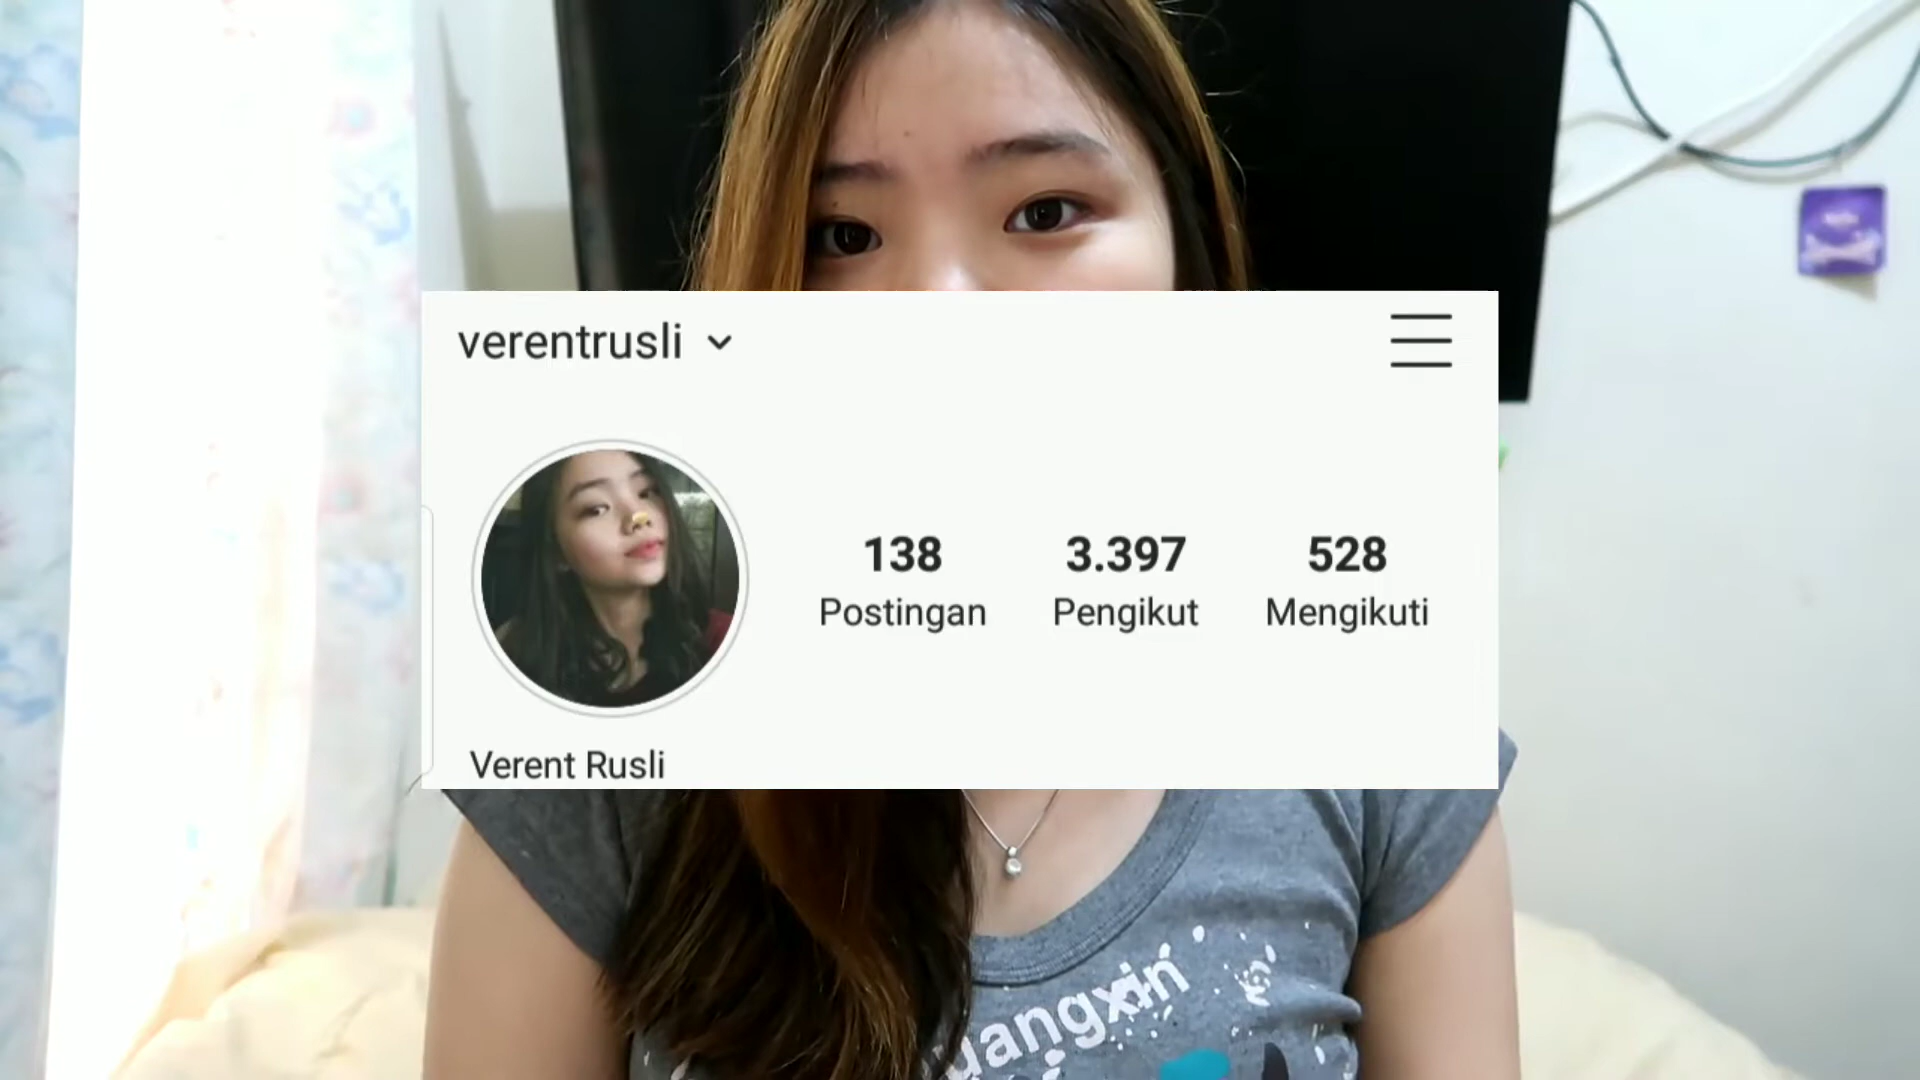 verentrusli
138 3.397 528
Postingan Pengikut Mengikuti
Verent Rusli